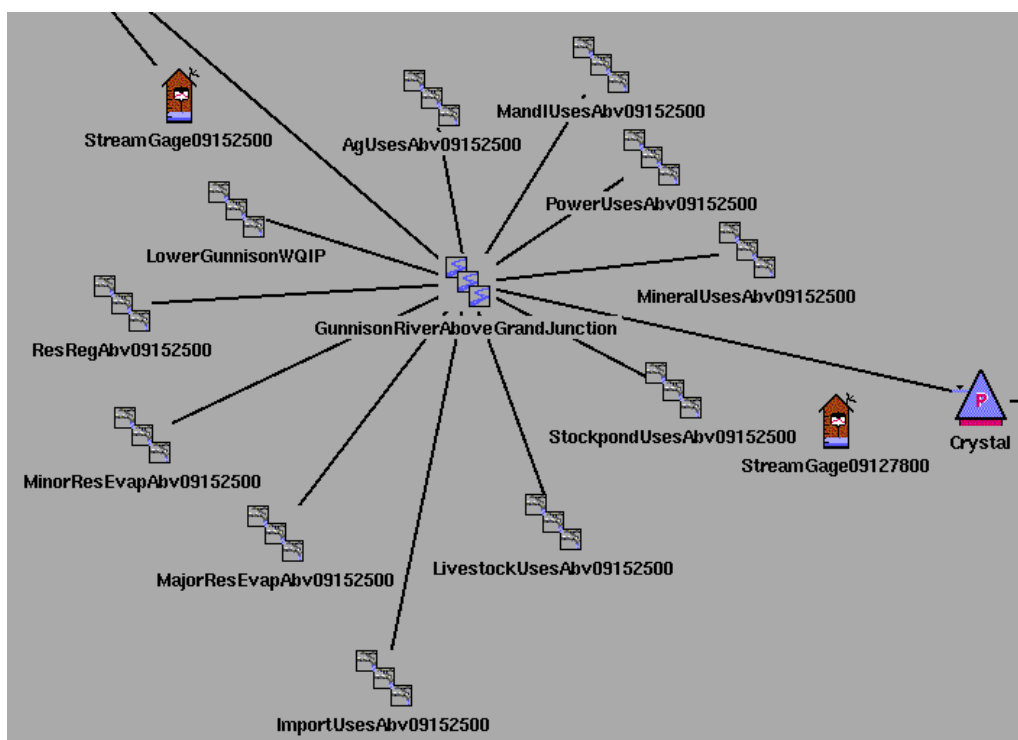 MandIUsesAbv09152500
StreamGage09152500
AgUsesAbv09152500
PowerUsesAbv09152500
LowerGunnisonWQIP
MineralUsesAbv09152500
GunnisonRiverAboveGrandJunction
ResRegAbv09152500
P
StockpondUsesAbv09152500
Crystal
StreamGage09127800
MinorResEvapAbv09152500
LivestockUsesAbv09152500
MajorResEvapAbv09152500
ImportUsesAbv09152500